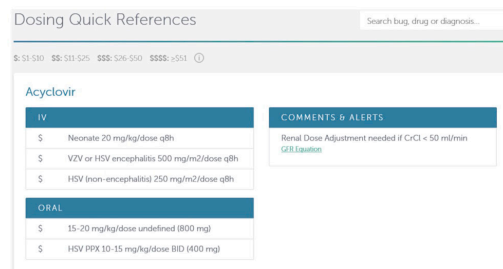 Dosing Quick References
Search bug, drug or diagnosis...
$: $1-$10 $$: $11-$25 $$$: $26-$50 $$$$: ≥$51
Acyclovir
IV
$ Neonate 20 mg/kg/dose q8h
$ VZV or HSV encephalitis 500 mg/m2/dose q8h
$ HSV (non-encephalitis) 250 mg/m2/dose q8h
ORAL
$ 15-20 mg/kg/dose undefined (800 mg)
$ HSV PPX 10-15 mg/kg/dose BID (400 mg)
COMMENTS & ALERTS
Renal Dose Adjustment needed if CrCl < 50 ml/min
GFR Equation